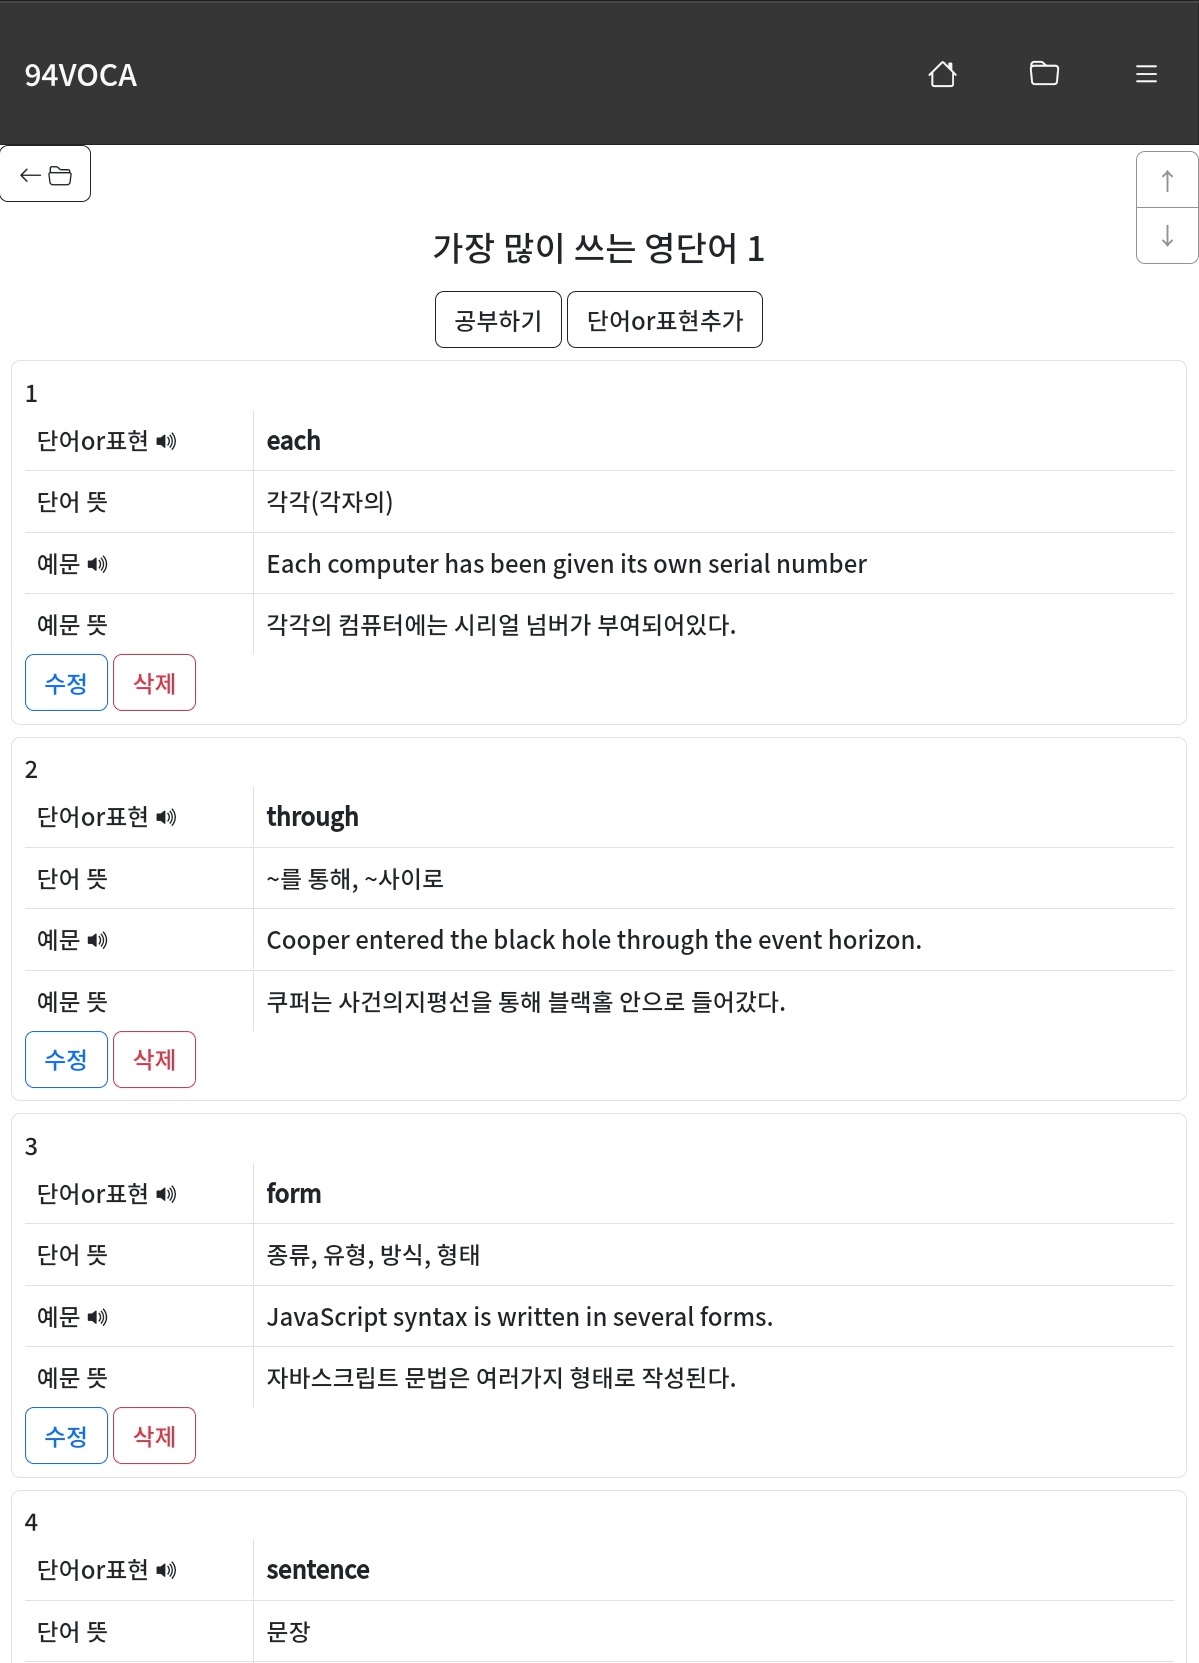 94VOCA
가장 많이 쓰는 영단어 1
공부하기 단어or표현추가
1
단어or표현 each
단어 뜻 각각(각자의)
예문 Each computer has been given its own serial number
예문 뜻 각각의 컴퓨터에는 시리얼 넘버가 부여되어있다.
수정 삭제
2
단어or표현 through
단어 뜻 ~를 통해, ~사이로
예문 Cooper entered the black hole through the event horizon.
예문 뜻 쿠퍼는 사건의지평선을 통해 블랙홀 안으로 들어갔다.
수정 삭제
3
단어or표현 form
단어 뜻 종류, 유형, 방식, 형태
예문 JavaScript syntax is written in several forms.
예문 뜻 자바스크립트 문법은 여러가지 형태로 작성된다.
수정 삭제
4
단어or표현 sentence
단어 뜻 문장